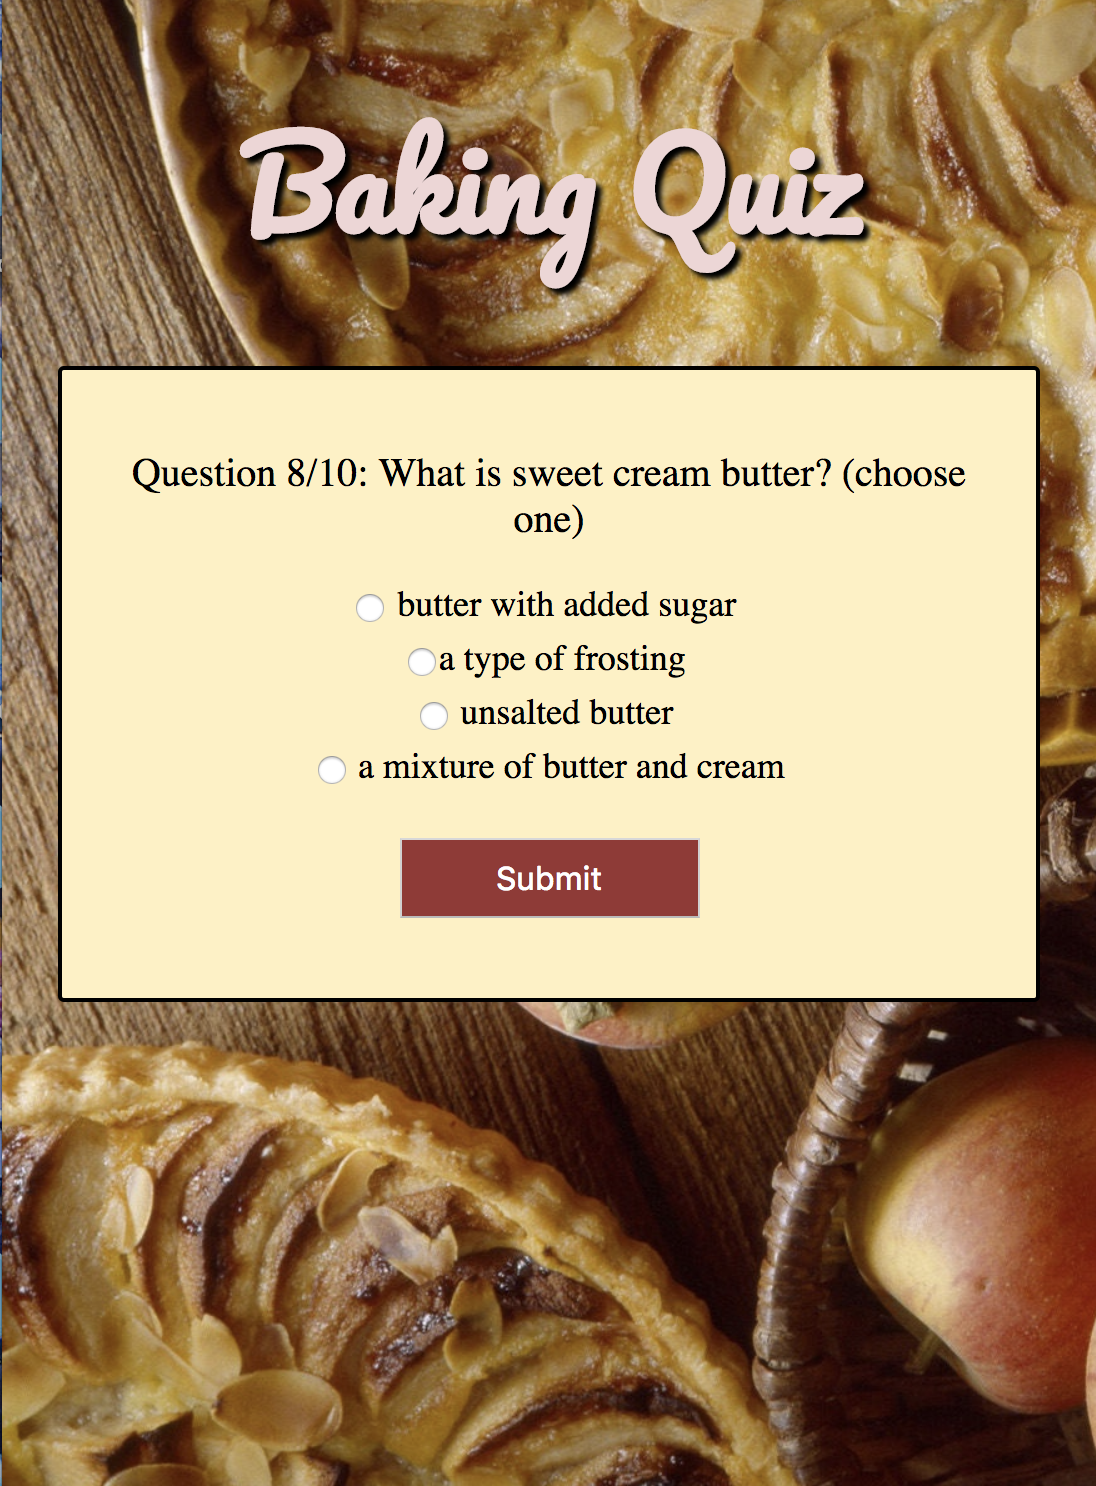 Baking Quiz
Question 8/10: What is sweet cream butter? (choose
one)
butter with added sugar
a type of frosting
unsalted butter
a mixture of butter and cream
Submit